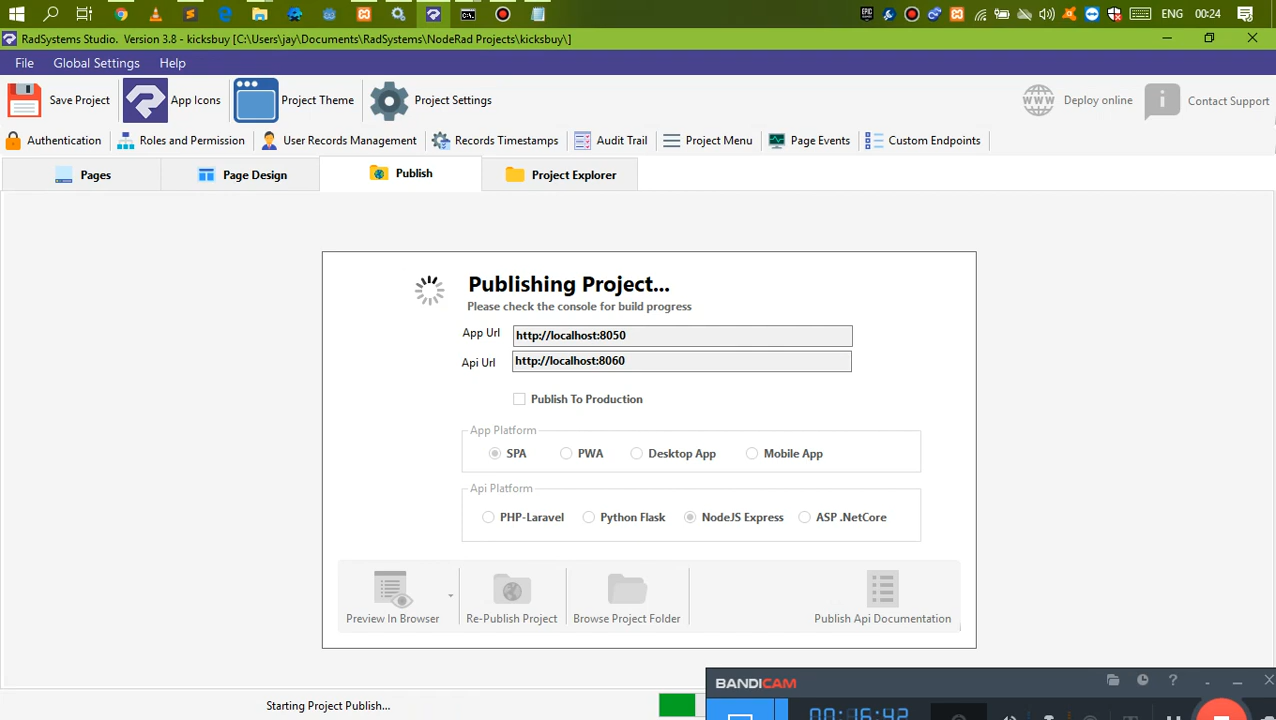 ENG 00:24
RadSystems Studio. Version 3.8 - kicksbuy [C:\Users\jay\Documents\RadSystems\NodeRad Projects\kicksbuy\]
File Global Settings Help
Save Project App Icons Project Theme Project Settings WWW Deploy online Contact Support
Authentication Roles and Permission User Records Management Records Timestamps Audit Trail Project Menu Page Events Custom Endpoints
Pages Page Design Publish Project Explorer
Publishing Project...
Please check the console for build progress
App Url http://localhost:8050
Api Url http://localhost:8060
Publish To Production
App Platform
SPA PWA Desktop App Mobile App
Api Platform
PHP-Laravel Python Flask NodeJS Express ASP .NetCore
Preview In Browser Re-Publish Project Browse Project Folder Publish Api Documentation
BANDICAM
Starting Project Publish...
00:16:42